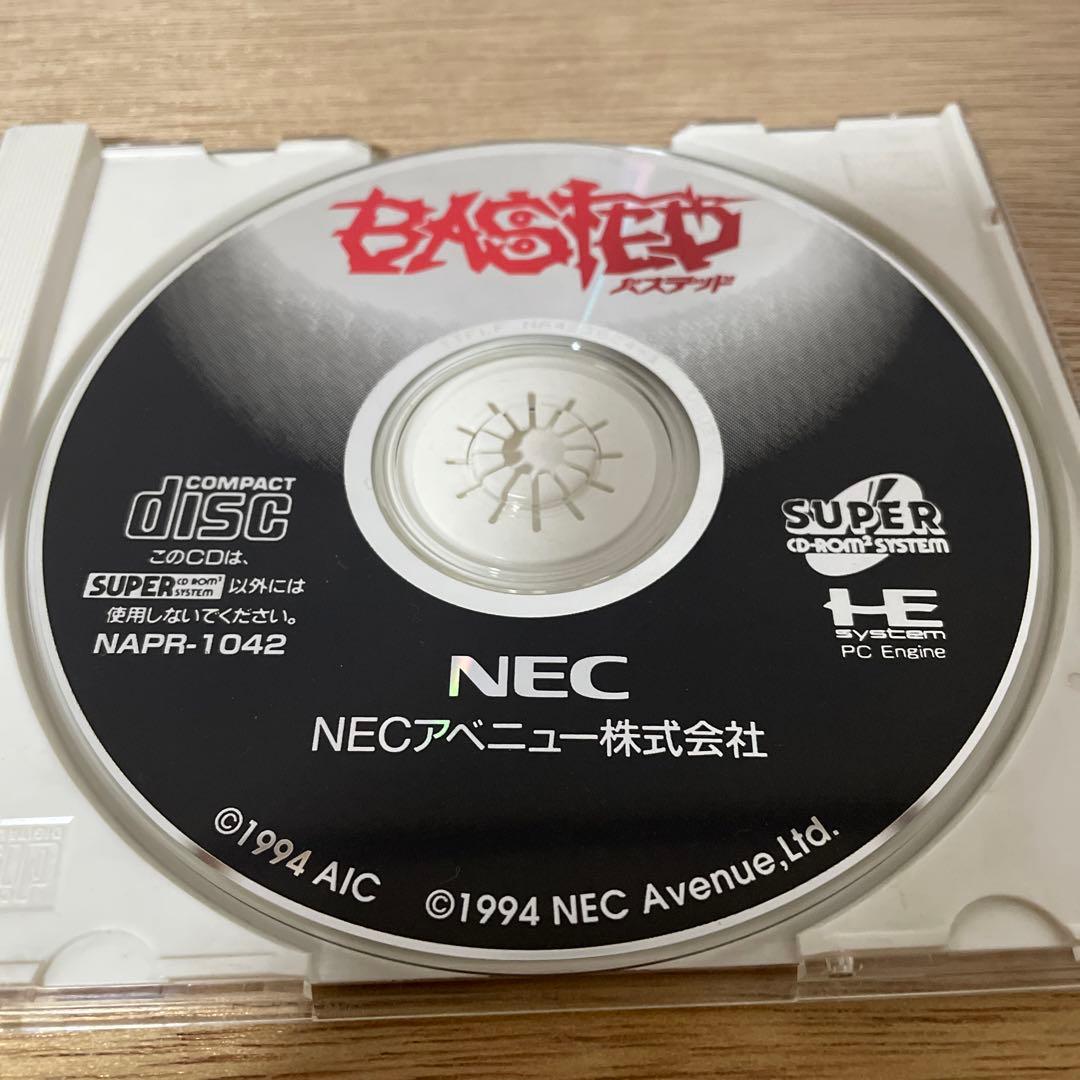 BASTED
バステッド
COMPACT
disc
このCDは、
SUPER CD-ROM² SYSTEM 以外には
使用しないでください。
NAPR-1042
SUPER
CD-ROM² SYSTEM
HE
system
PC Engine
NEC
NECアベニュー株式会社
©1994 AIC ©1994 NEC Avenue,Ltd.